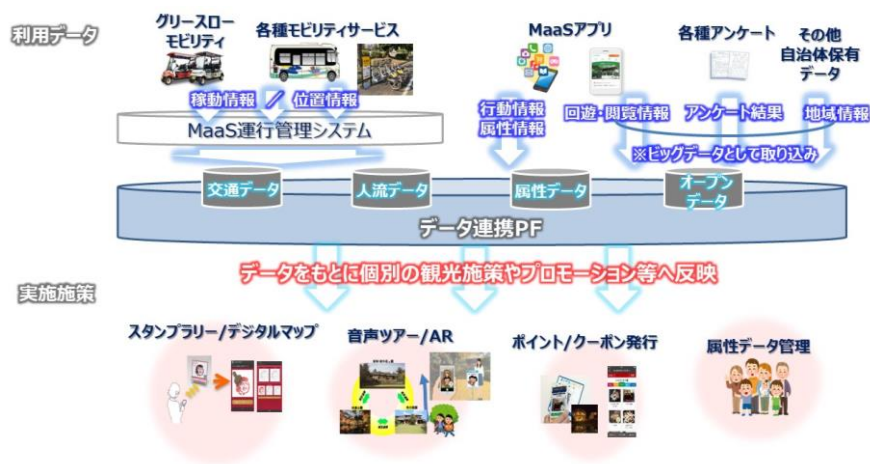 利用データ
グリースロー
モビリティ
各種モビリティサービス
MaaSアプリ
各種アンケート
その他
自治体保有
データ
稼動情報 / 位置情報
行動情報
属性情報
回遊・閲覧情報
アンケート結果
地域情報
MaaS運行管理システム
※ビッグデータとして取り込み
交通データ
人流データ
属性データ
オープン
データ
データ連携PF
データをもとに個別の観光施策やプロモーション等へ反映
実施施策
スタンプラリー/デジタルマップ
音声ツアー/AR
ポイント/クーポン発行
属性データ管理